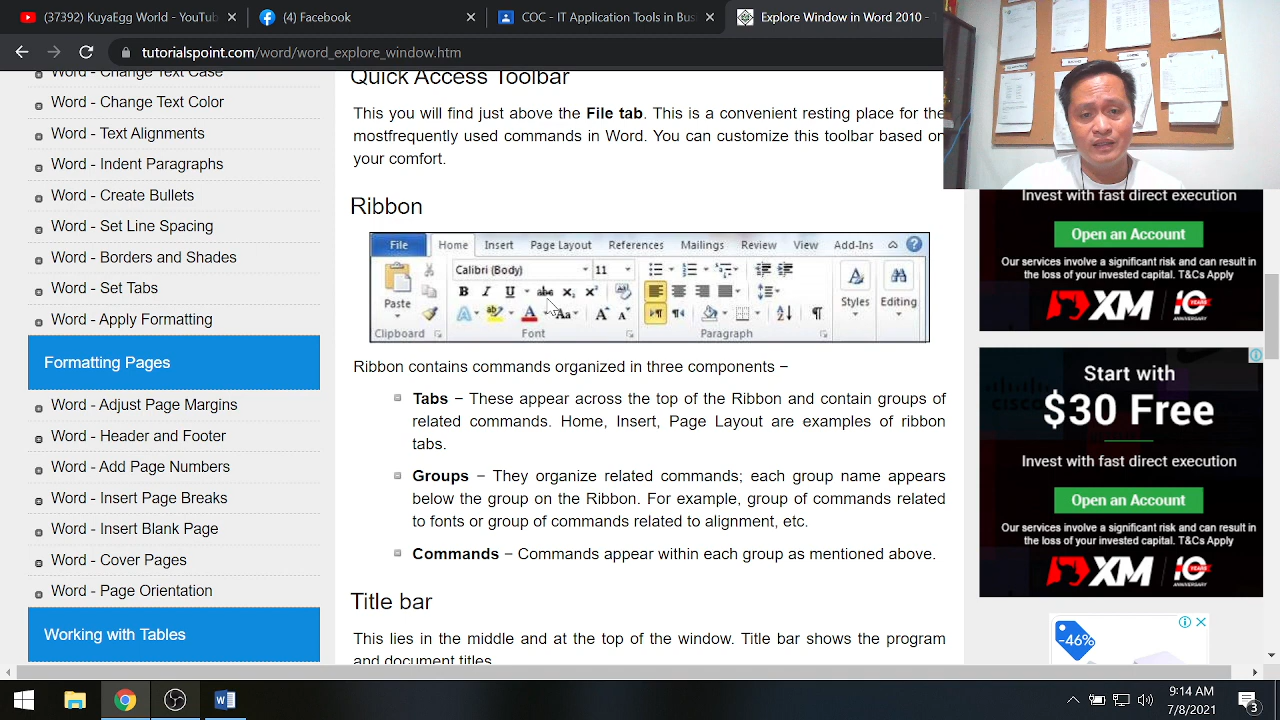 (37392) KuyaEg World - YouTub
(4) Facebook
COC - IT Application Tools in Bus
Explore Window in Word 2010 -
tutorialspoint.com/word/word_explore_window.htm
Word - Change Text Case
Word - Change Text Color
Word - Text Alignments
Word - Indent Paragraphs
Word - Create Bullets
Word - Set Line Spacing
Word - Borders and Shades
Word - Set Tabs
Word - Apply Formatting
Formatting Pages
Word - Adjust Page Margins
Word - Header and Footer
Word - Add Page Numbers
Word - Insert Page Breaks
Word - Insert Blank Page
Word - Cover Pages
Word - Page Orientation
Working with Tables
Quick Access Toolbar
This you will find just above the File tab. This is a convenient resting place for the
most frequently used commands in Word. You can customize this toolbar based on
your comfort.
Ribbon
File Home Insert Page Layout References Mailings Review View Add-Ins
Calibri (Body) 11
I U abc X₂ X²
Paste A Aa A A Styles Editing
Clipboard Font Paragraph
Ribbon contains commands organized in three components −
Tabs − These appear across the top of the Ribbon and contain groups of
related commands. Home, Insert, Page Layout are examples of ribbon
tabs.
Groups − They organize related commands; each group name appears
below the group on the Ribbon. For example, group of commands related
to fonts or group of commands related to alignment, etc.
Commands − Commands appear within each group as mentioned above.
Title bar
This lies in the middle and at the top of the window. Title bar shows the program
and document titles.
Invest with fast direct execution
Open an Account
Our services involve a significant risk and can result in
the loss of your invested capital. T&Cs Apply
XM 10 YEARS ANNIVERSARY
Start with
$30 Free
Invest with fast direct execution
Open an Account
Our services involve a significant risk and can result in
the loss of your invested capital. T&Cs Apply
XM 10 YEARS ANNIVERSARY
-46%
9:14 AM
7/8/2021
3